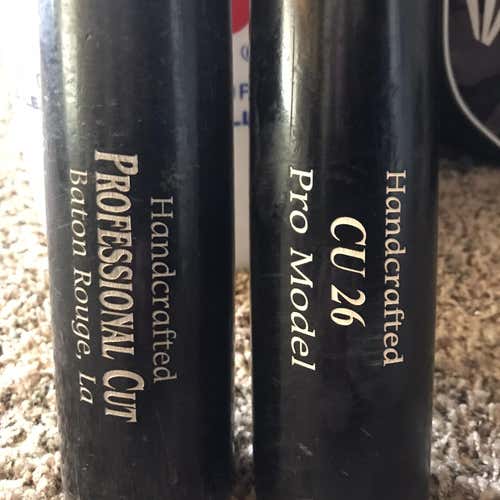 Handcrafted
PROFESSIONAL CUT
Baton Rouge, La
Handcrafted
CU 26
Pro Model